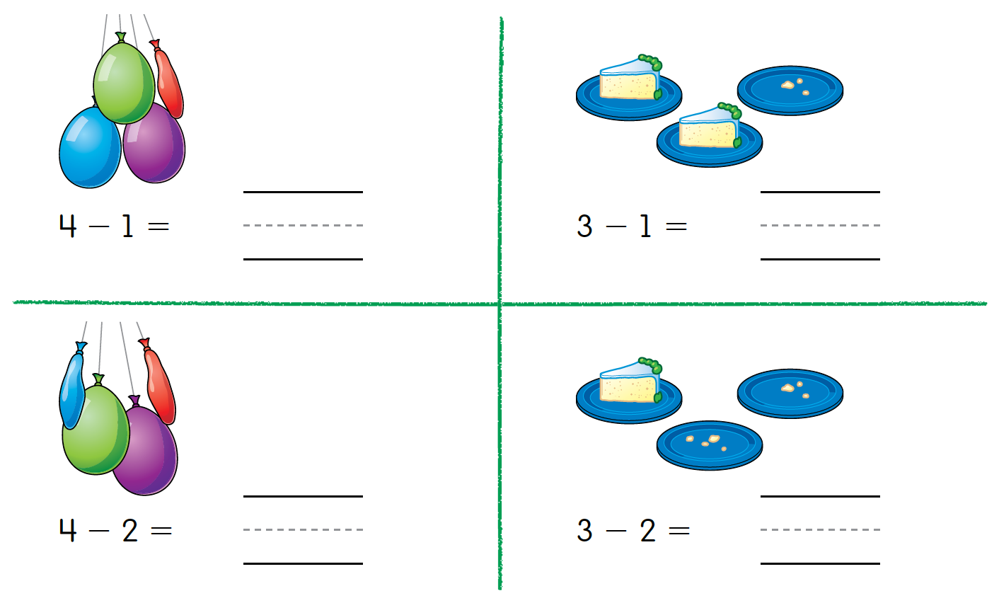 4 − 1 =
3 − 1 =
4 − 2 =
3 − 2 =